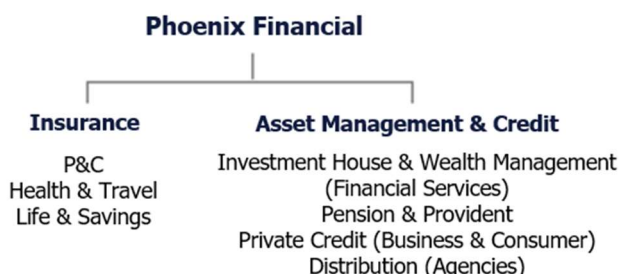 Phoenix Financial
Insurance
P&C
Health & Travel
Life & Savings
Asset Management & Credit
Investment House & Wealth Management
(Financial Services)
Pension & Provident
Private Credit (Business & Consumer)
Distribution (Agencies)